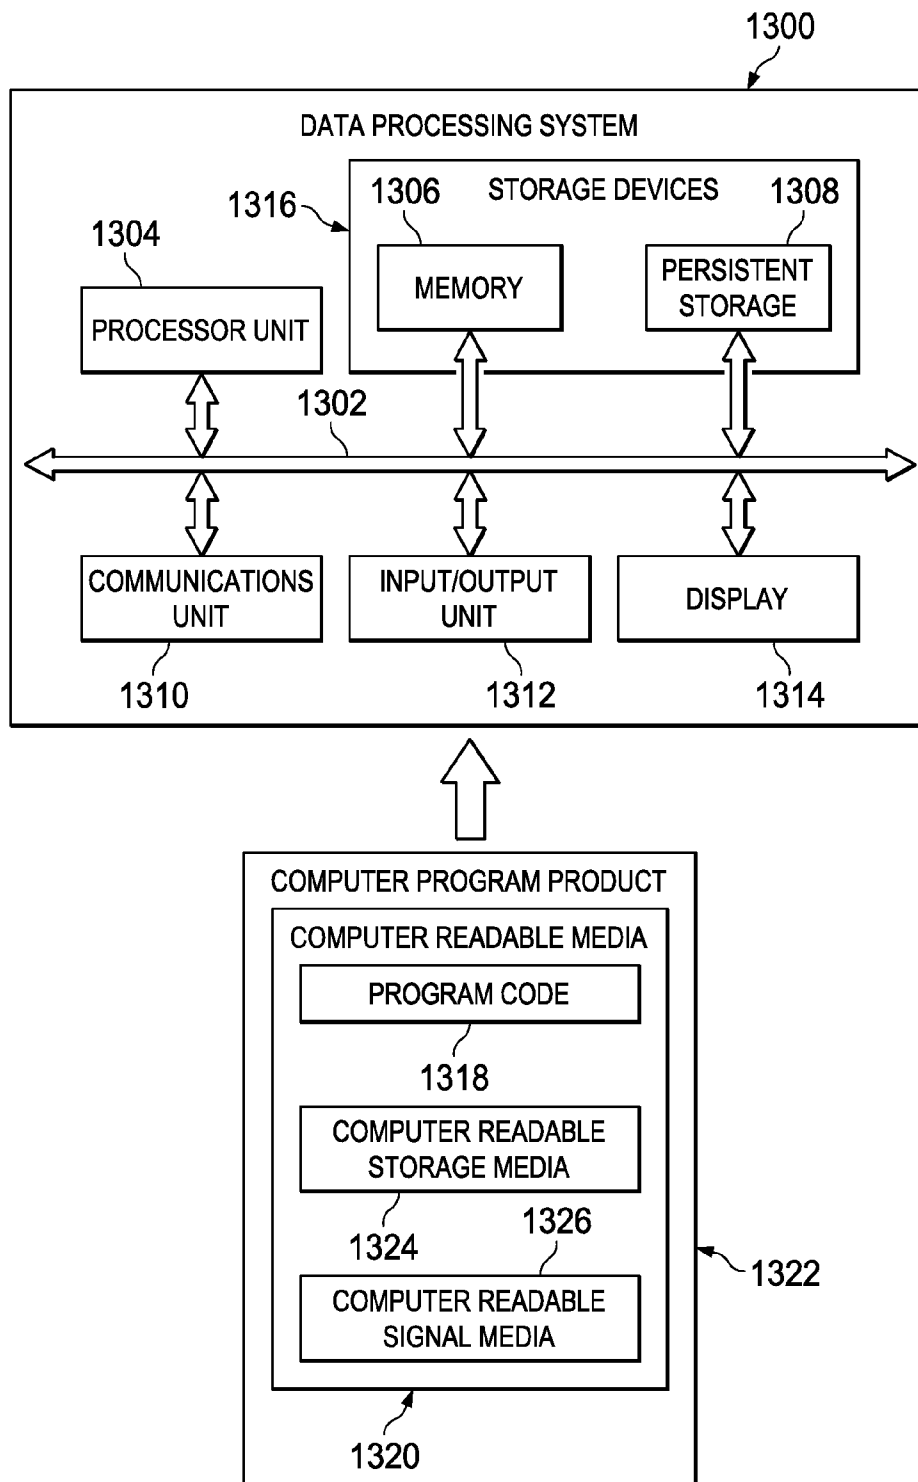 1300
DATA PROCESSING SYSTEM
1316
1306
STORAGE DEVICES
1308
1304
MEMORY
PERSISTENT
STORAGE
PROCESSOR UNIT
1302
COMMUNICATIONS
UNIT
INPUT/OUTPUT
UNIT
DISPLAY
1310
1312
1314
COMPUTER PROGRAM PRODUCT
COMPUTER READABLE MEDIA
PROGRAM CODE
1318
COMPUTER READABLE
STORAGE MEDIA
1324
1326
1322
COMPUTER READABLE
SIGNAL MEDIA
1320